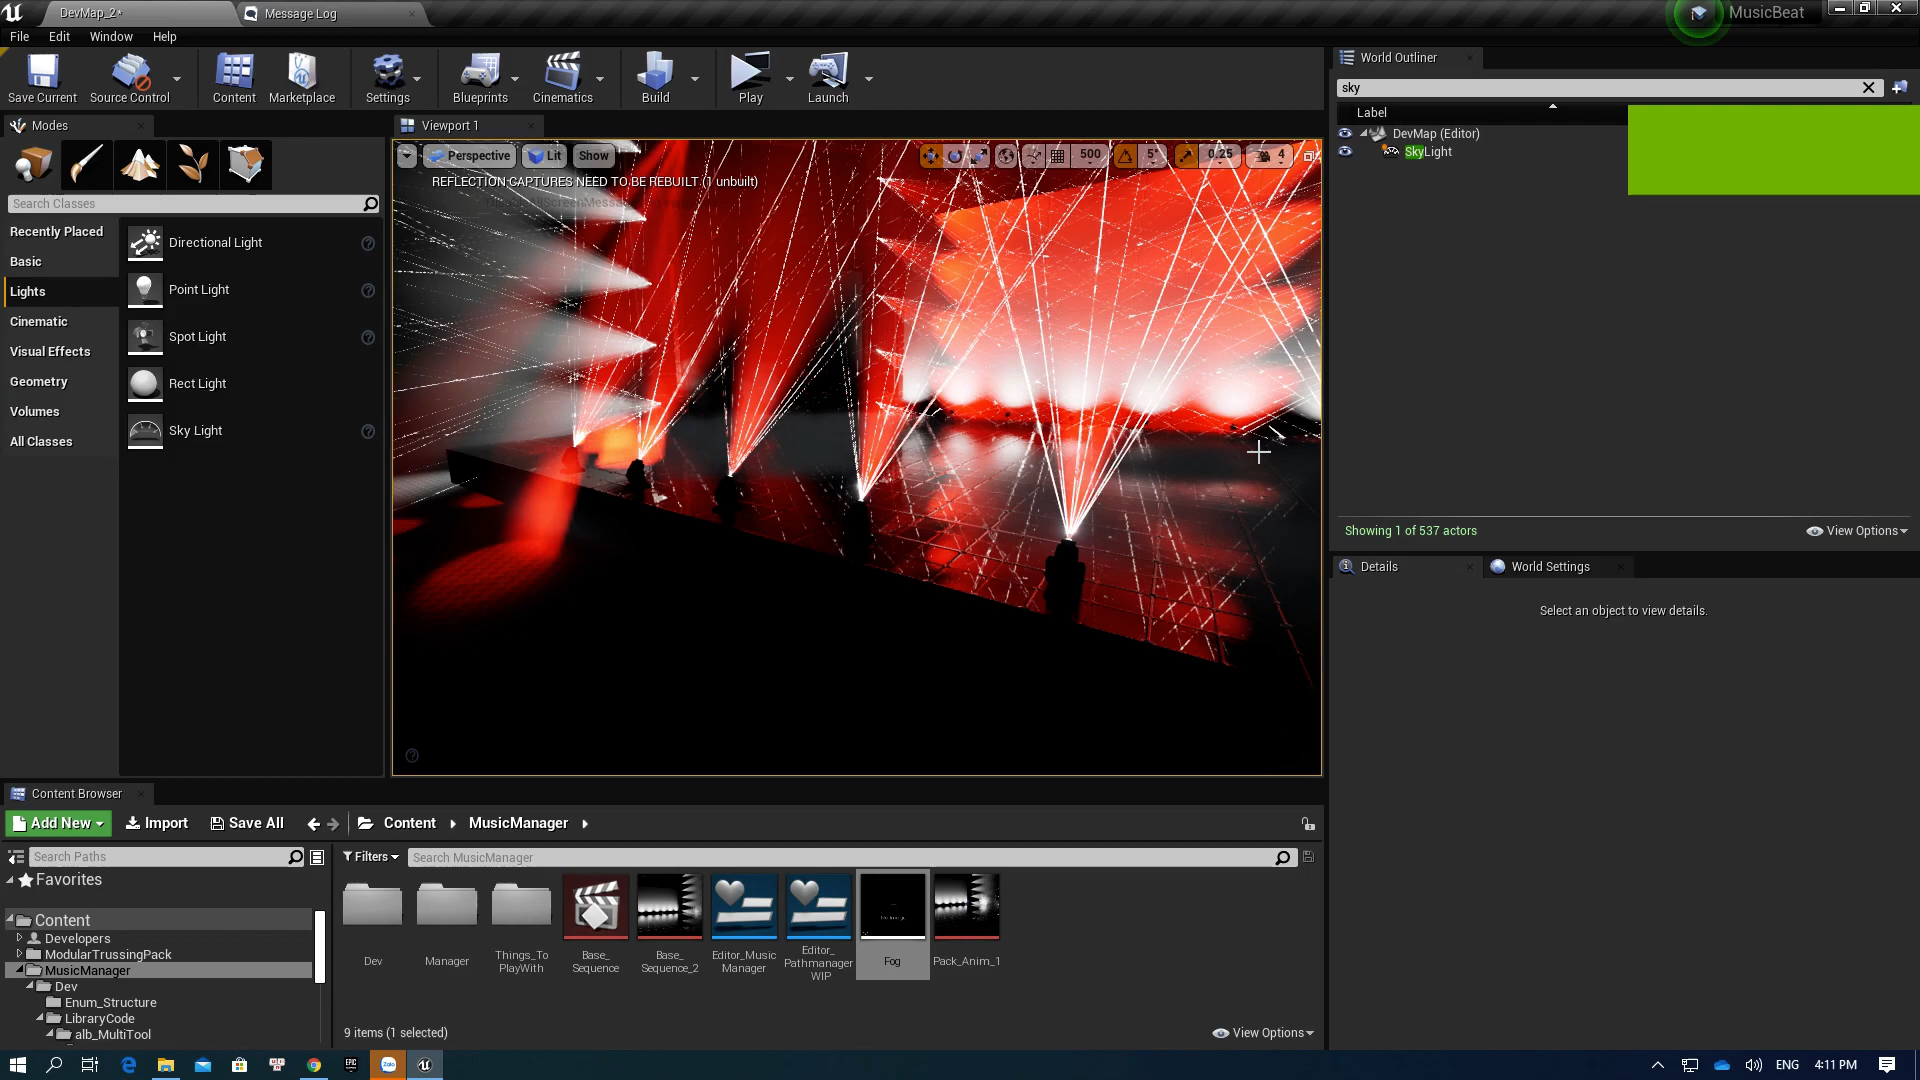 DevMap_2*
Message Log
MusicBeat
File
Edit
Window
Help
Save Current
Source Control
Content
Marketplace
Settings
Blueprints
Cinematics
Build
Play
Launch
World Outliner
sky
Label
DevMap (Editor)
SkyLight
Showing 1 of 537 actors
View Options
Modes
Search Classes
Recently Placed
Basic
Lights
Cinematic
Visual Effects
Geometry
Volumes
All Classes
Directional Light
Point Light
Spot Light
Rect Light
Sky Light
Viewport 1
Perspective
Lit
Show
500
5°
0.25
4
REFLECTION CAPTURES NEED TO BE REBUILT (1 unbuilt)
Details
World Settings
Select an object to view details.
Content Browser
Add New
Import
Save All
Content
MusicManager
Search Paths
Filters
Search MusicManager
Favorites
Content
Developers
ModularTrussingPack
MusicManager
Dev
Enum_Structure
LibraryCode
alb_MultiTool
Dev
Manager
Things_To
PlayWith
Base_
Sequence
Base_
Sequence_2
Editor_Music
Manager
Editor_
Pathmanager
WIP
Fog
Pack_Anim_1
9 items (1 selected)
View Options
EPIC
Zalo
ENG
4:11 PM